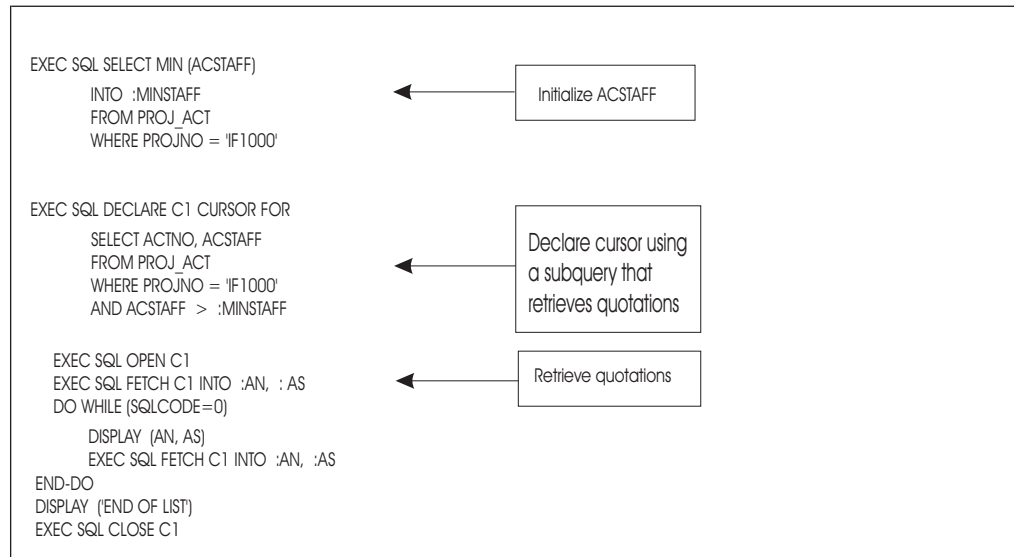 EXEC SQL SELECT MIN (ACSTAFF)
INTO :MINSTAFF
FROM PROJ_ACT
WHERE PROJNO = 'IF1000'
Initialize ACSTAFF
EXEC SQL DECLARE C1 CURSOR FOR
SELECT ACTNO, ACSTAFF
FROM PROJ_ACT
WHERE PROJNO = 'IF1000'
AND ACSTAFF > :MINSTAFF
Declare cursor using
a subquery that
retrieves quotations
EXEC SQL OPEN C1
EXEC SQL FETCH C1 INTO :AN, : AS
DO WHILE (SQLCODE=0)
Retrieve quotations
DISPLAY (AN, AS)
EXEC SQL FETCH C1 INTO :AN, :AS
END-DO
DISPLAY ('END OF LIST')
EXEC SQL CLOSE C1